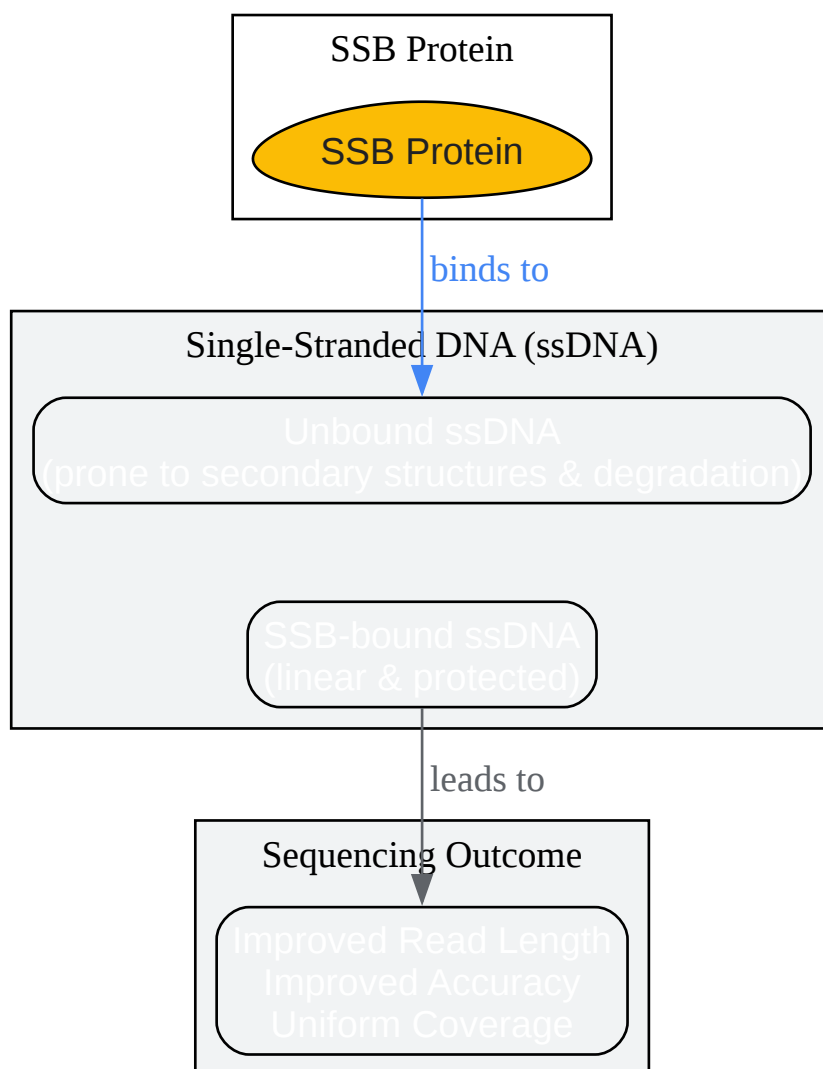 SSB Protein
SSB Protein
binds to
Single-Stranded DNA (ssDNA)
Unbound ssDNA
(prone to secondary structures & degradation)
SSB-bound ssDNA
(linear & protected)
leads to
Sequencing Outcome
Improved Read Length
Improved Accuracy
Uniform Coverage